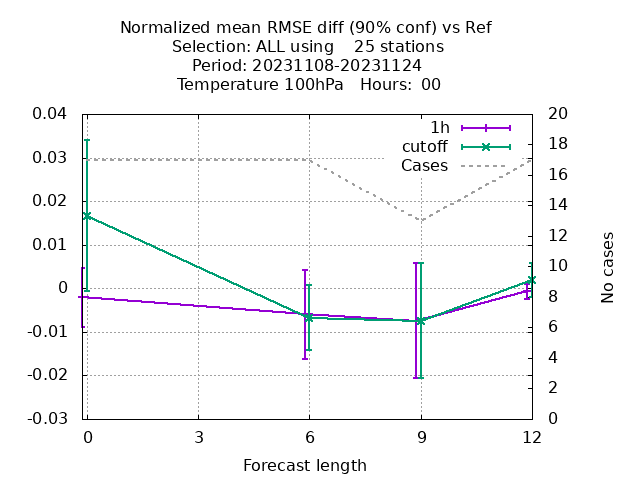 Normalized mean RMSE diff (90% conf) vs Ref
Selection: ALL using    25 stations
Period: 20231108-20231124
Temperature 100hPa   Hours:  00
1h
cutoff
Cases
0.04
0.03
0.02
0.01
0
-0.01
-0.02
-0.03
20
18
16
14
12
10
8
6
4
2
0
No cases
0
3
6
9
12
Forecast length